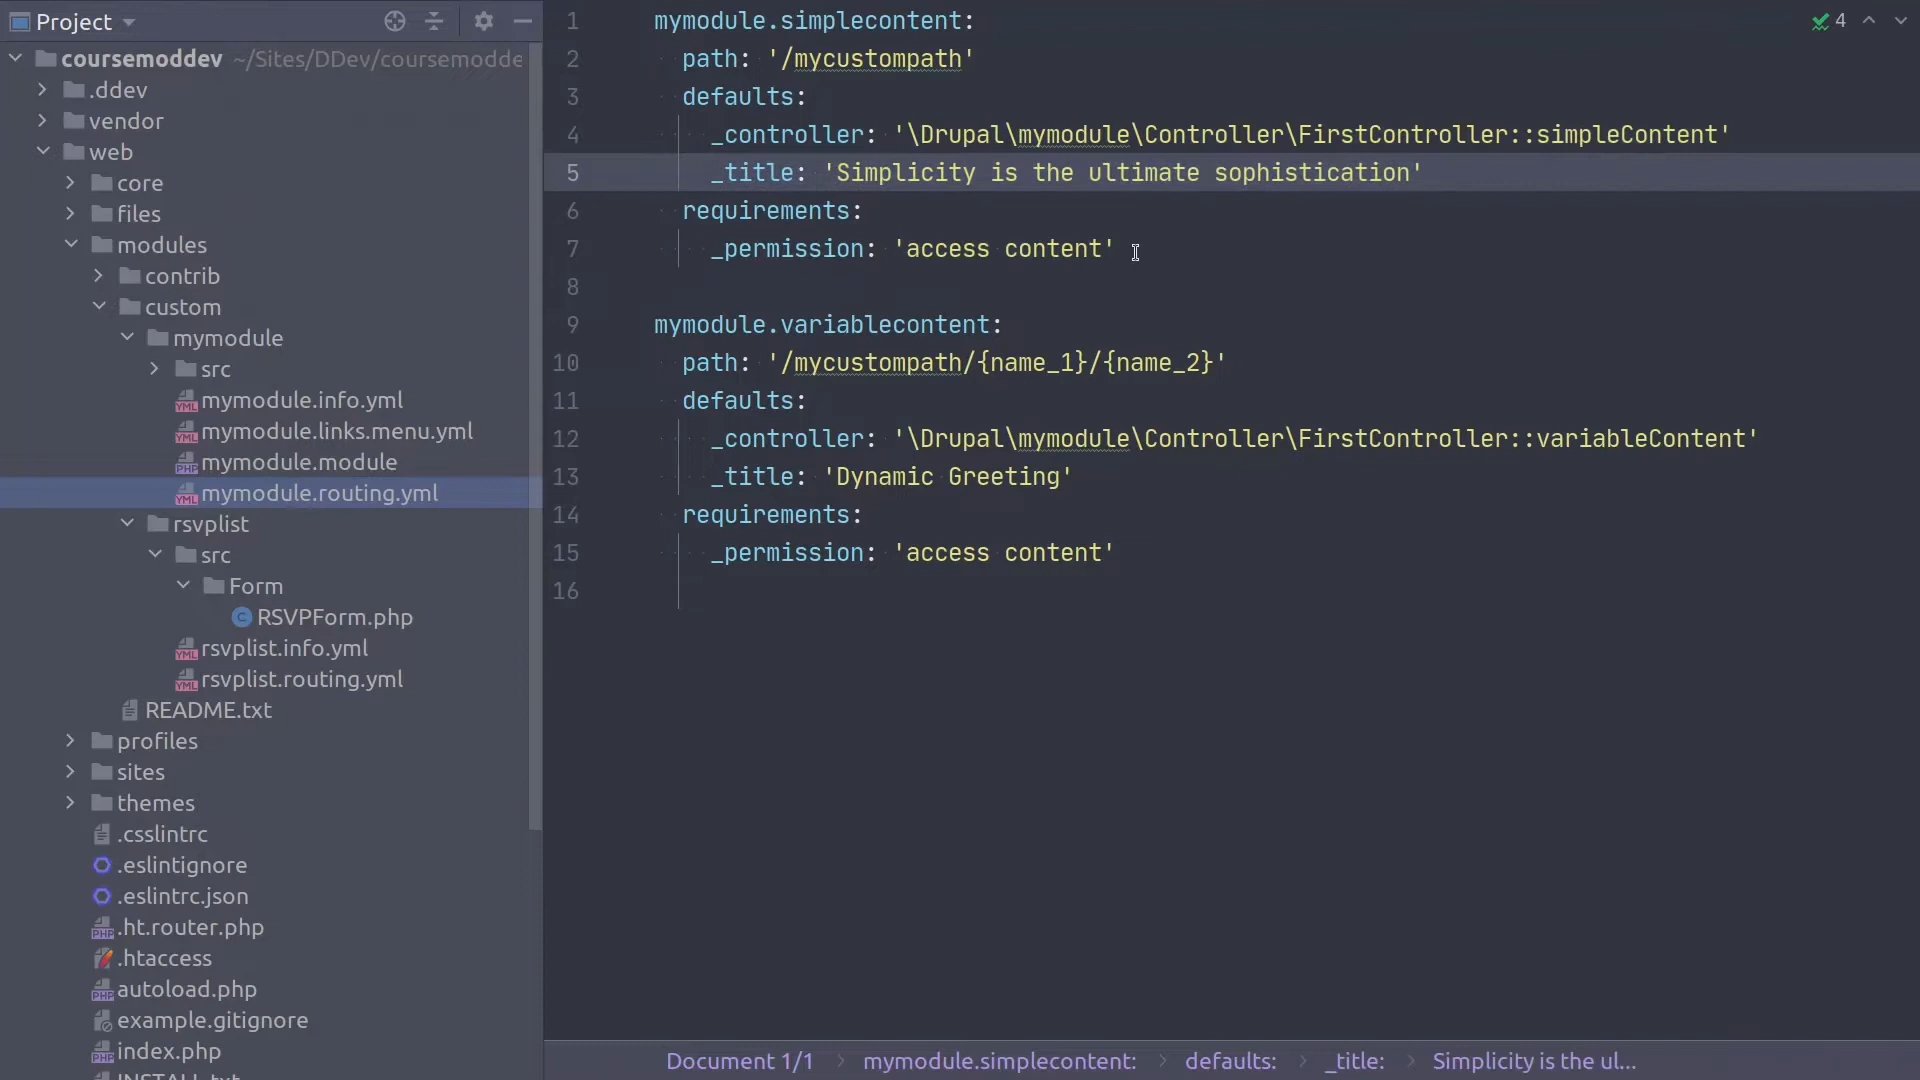 Project
coursemoddev ~/Sites/DDev/coursemodde
.ddev
vendor
web
core
files
modules
contrib
custom
mymodule
src
mymodule.info.yml
mymodule.links.menu.yml
mymodule.module
mymodule.routing.yml
rsvplist
src
Form
RSVPForm.php
rsvplist.info.yml
rsvplist.routing.yml
README.txt
profiles
sites
themes
.csslintrc
.eslintignore
.eslintrc.json
.ht.router.php
.htaccess
autoload.php
example.gitignore
index.php
INSTALL.txt
4
1 mymodule.simplecontent:
2 path: '/mycustompath'
3 defaults:
4 _controller: '\Drupal\mymodule\Controller\FirstController::simpleContent'
5 _title: 'Simplicity is the ultimate sophistication'
6 requirements:
7 _permission: 'access content'
8
9 mymodule.variablecontent:
10 path: '/mycustompath/{name_1}/{name_2}'
11 defaults:
12 _controller: '\Drupal\mymodule\Controller\FirstController::variableContent'
13 _title: 'Dynamic Greeting'
14 requirements:
15 _permission: 'access content'
16
Document 1/1 › mymodule.simplecontent: › defaults: › _title: › Simplicity is the ul...